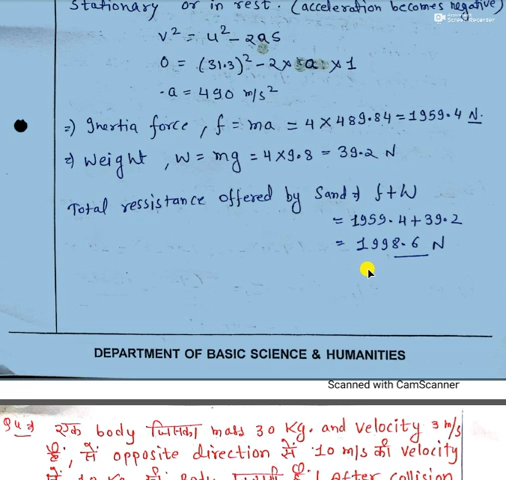 Stationary or in rest. (acceleration becomes negative)
v² = u² - 2as
0 = (31.3)² - 2 × a × 1
-a = 490 m/s²
=) Inertia force, f = ma = 4 × 489.84 = 1959.4 N.
=) Weight, W = mg = 4×9.8 = 39.2 N
Total ressistance offered by Sand =) f+W
= 1959.4 + 39.2
= 1998.6 N
DEPARTMENT OF BASIC SCIENCE & HUMANITIES
Scanned with CamScanner
एक body जिसका mass 30 Kg. and velocity 3 m/s
है, से opposite direction से 10 m/s की velocity
After collision